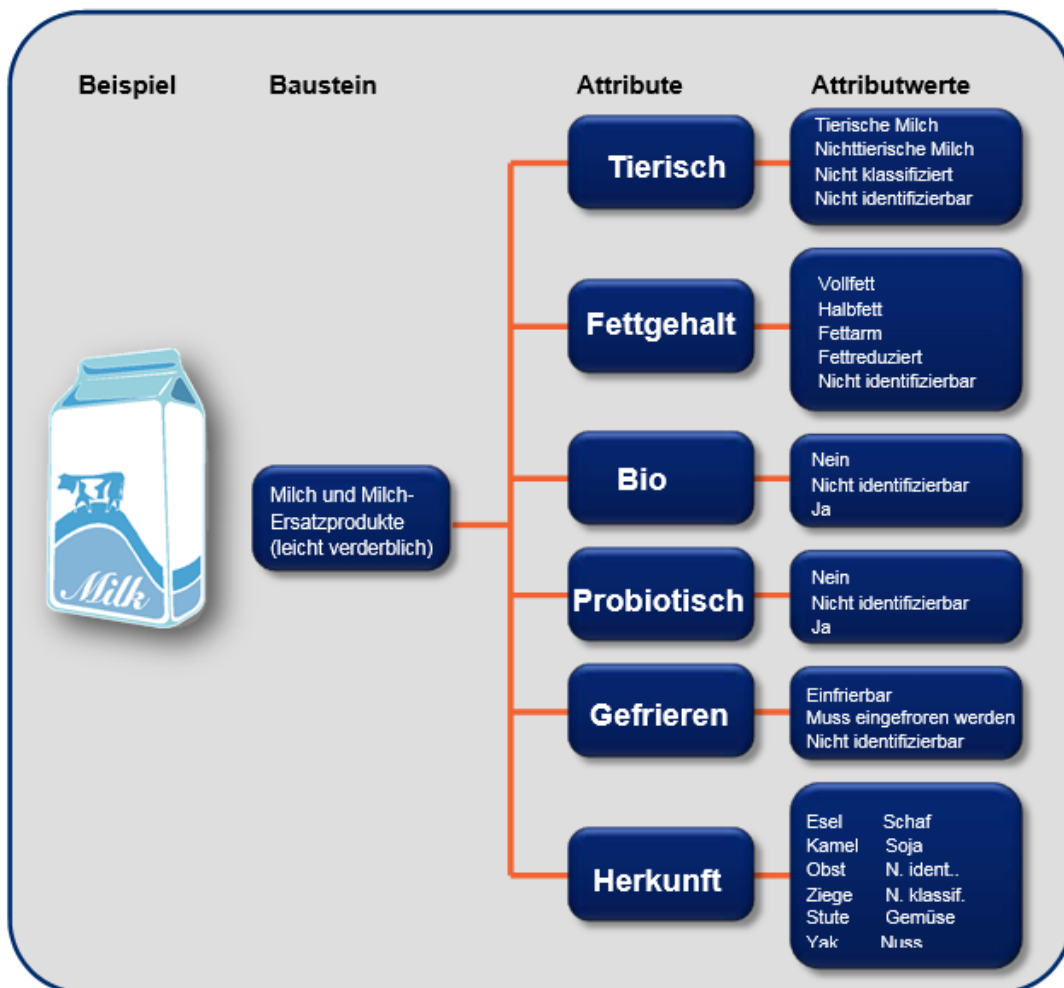 Beispiel Baustein Attribute Attributwerte
Tierisch
Tierische Milch
Nichttierische Milch
Nicht klassifiziert
Nicht identifizierbar
Fettgehalt
Vollfett
Halbfett
Fettarm
Fettreduziert
Nicht identifizierbar
Milk
Milch und Milch-
Ersatzprodukte
(leicht verderblich)
Bio
Nein
Nicht identifizierbar
Ja
Probiotisch
Nein
Nicht identifizierbar
Ja
Gefrieren
Einfrierbar
Muss eingefroren werden
Nicht identifizierbar
Herkunft
Esel Schaf
Kamel Soja
Obst N. ident..
Ziege N. klassif.
Stute Gemüse
Yak Nuss